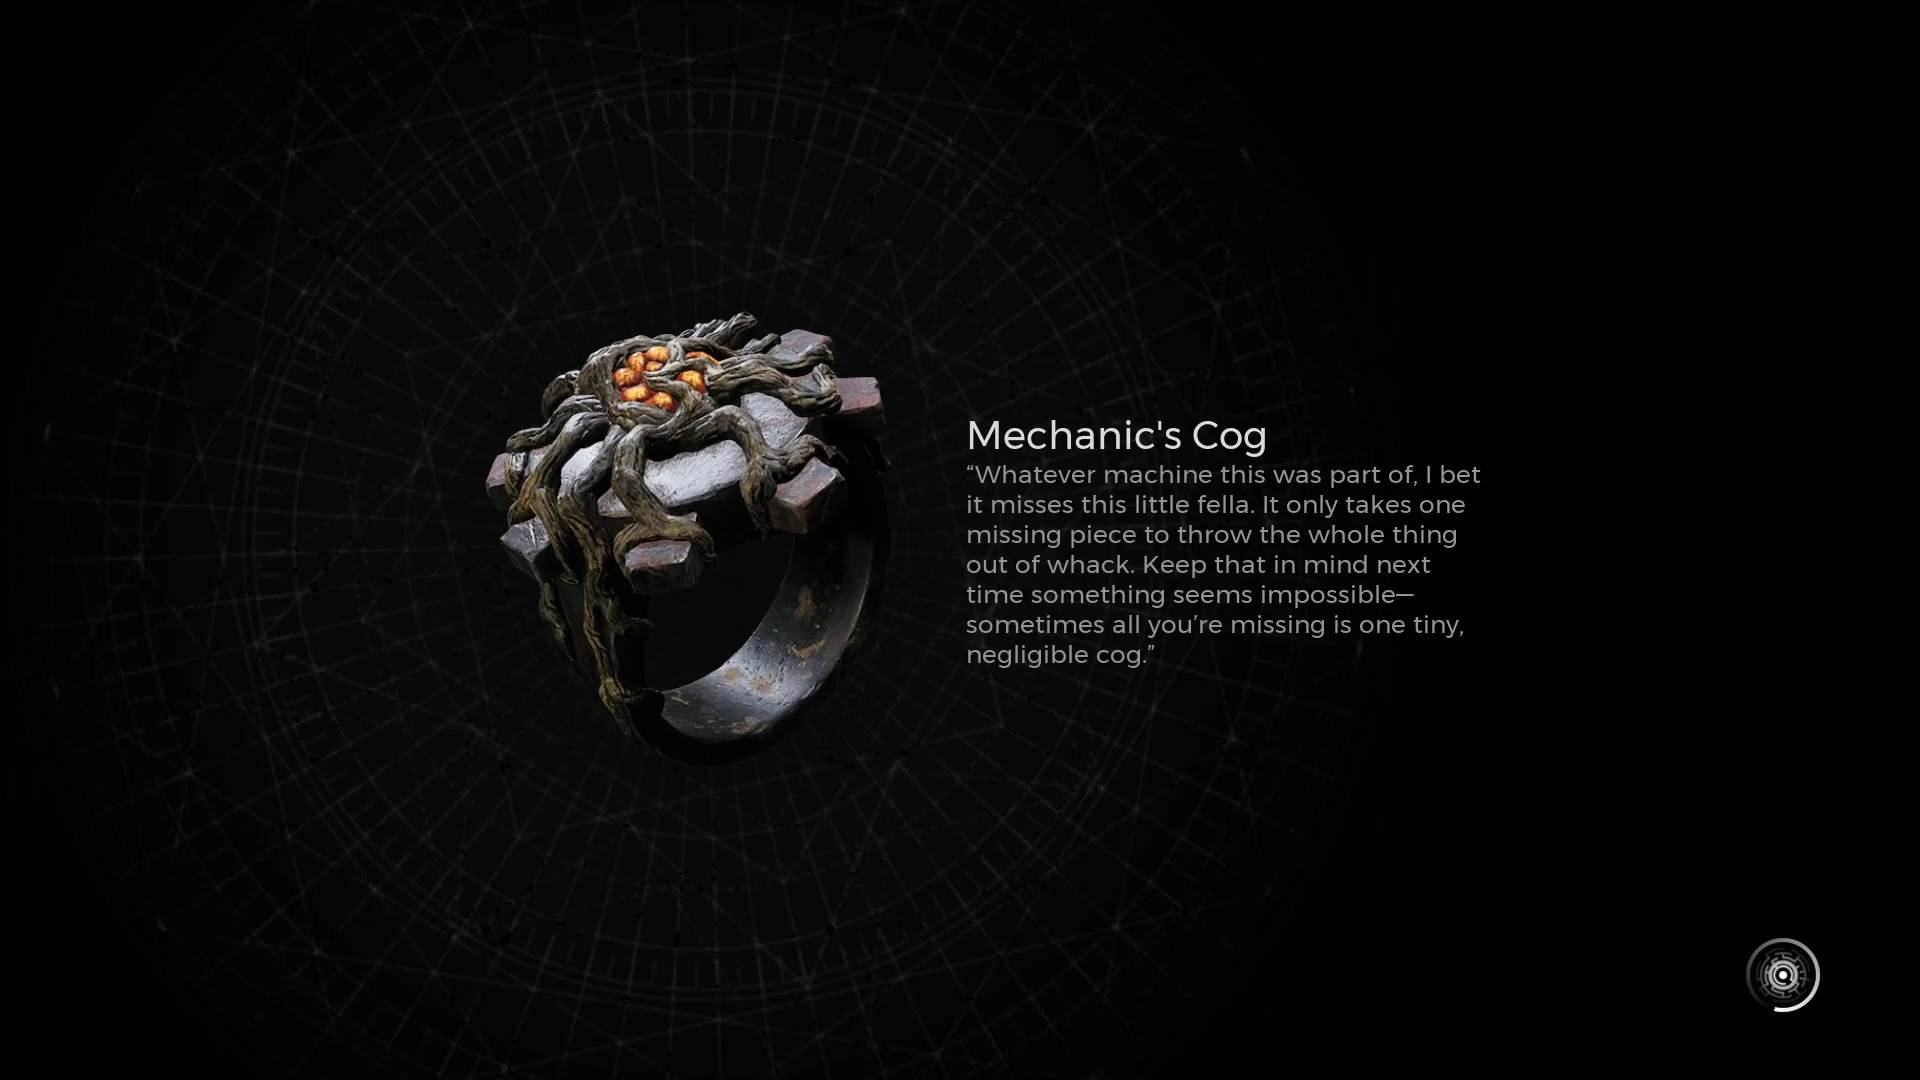 Mechanic's Cog
“Whatever machine this was part of, I bet
it misses this little fella. It only takes one
missing piece to throw the whole thing
out of whack. Keep that in mind next
time something seems impossible—
sometimes all you’re missing is one tiny,
negligible cog.”